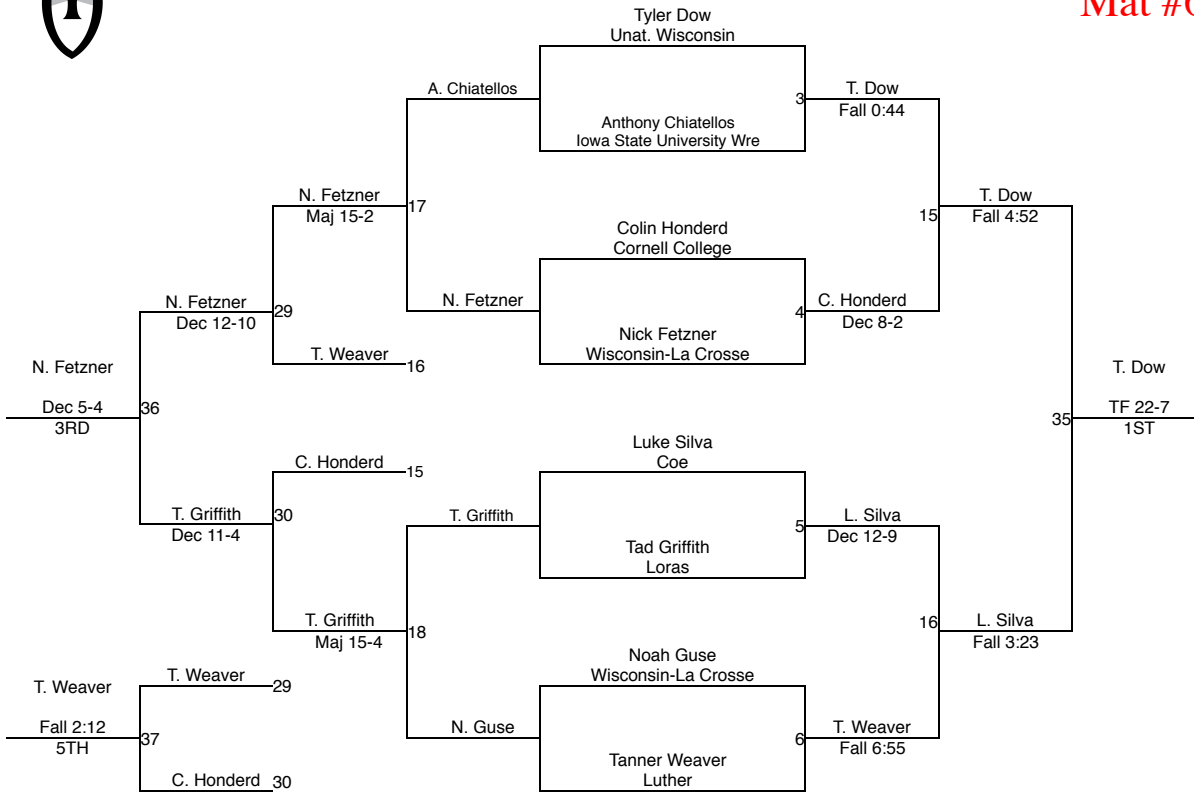 Mat #6
Tyler Dow
Unat. Wisconsin
A. Chiatellos
3
T. Dow
Fall 0:44
Anthony Chiatellos
Iowa State University Wre
N. Fetzner
Maj 15-2
17
15
T. Dow
Fall 4:52
Colin Honderd
Cornell College
N. Fetzner
Dec 12-10
29
N. Fetzner
4
C. Honderd
Dec 8-2
Nick Fetzner
Wisconsin-La Crosse
T. Weaver
16
N. Fetzner
Dec 5-4
3RD
36
T. Dow
35
TF 22-7
1ST
Luke Silva
Coe
C. Honderd
15
T. Griffith
Dec 11-4
30
T. Griffith
5
L. Silva
Dec 12-9
Tad Griffith
Loras
T. Griffith
Maj 15-4
18
16
L. Silva
Fall 3:23
Noah Guse
Wisconsin-La Crosse
T. Weaver
29
T. Weaver
Fall 2:12
5TH
37
N. Guse
6
T. Weaver
Fall 6:55
Tanner Weaver
Luther
C. Honderd
30